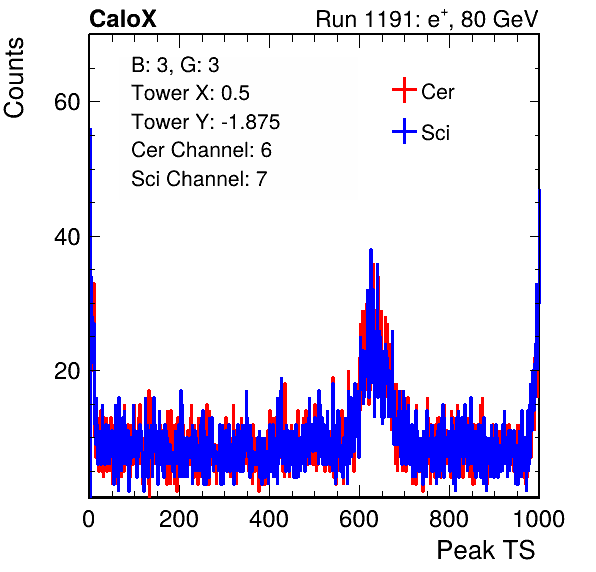 CaloX Run 1191: e⁺, 80 GeV
Counts
B: 3, G: 3
Tower X: 0.5
Tower Y: -1.875
Cer Channel: 6
Sci Channel: 7
Cer
Sci
60
40
20
0 200 400 600 800 1000
Peak TS